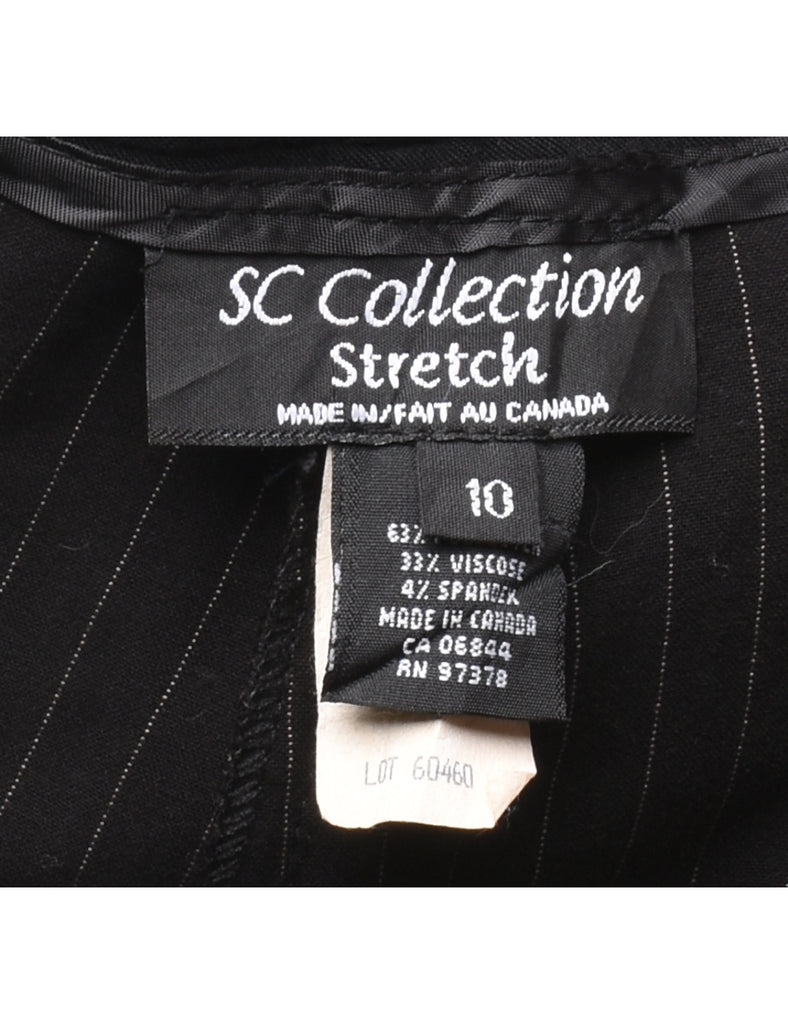 SC Collection
Stretch
MADE IN/FAIT AU CANADA
10
63%
33% VISCOSE
4% SPANDEX
MADE IN CANADA
CA 06844
RN 97378
LOT 60460